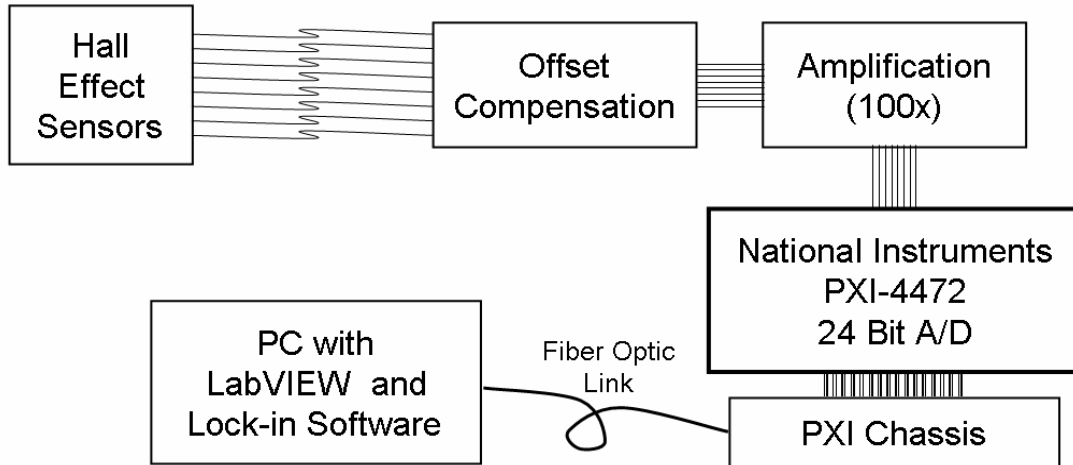 Hall
Effect
Sensors
Offset
Compensation
Amplification
(100x)
National Instruments
PXI-4472
24 Bit A/D
PC with
LabVIEW and
Lock-in Software
Fiber Optic
Link
PXI Chassis